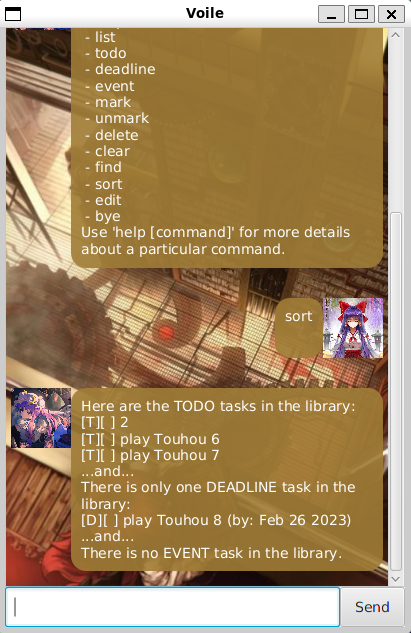 Voile
- list
- todo
- deadline
- event
- mark
- unmark
- delete
- clear
- find
- sort
- edit
- bye
Use 'help [command]' for more details
about a particular command.
sort
Here are the TODO tasks in the library:
[T][ ] 2
[T][ ] play Touhou 6
[T][ ] play Touhou 7
...and...
There is only one DEADLINE task in the
library:
[D][ ] play Touhou 8 (by: Feb 26 2023)
...and...
There is no EVENT task in the library.
Send